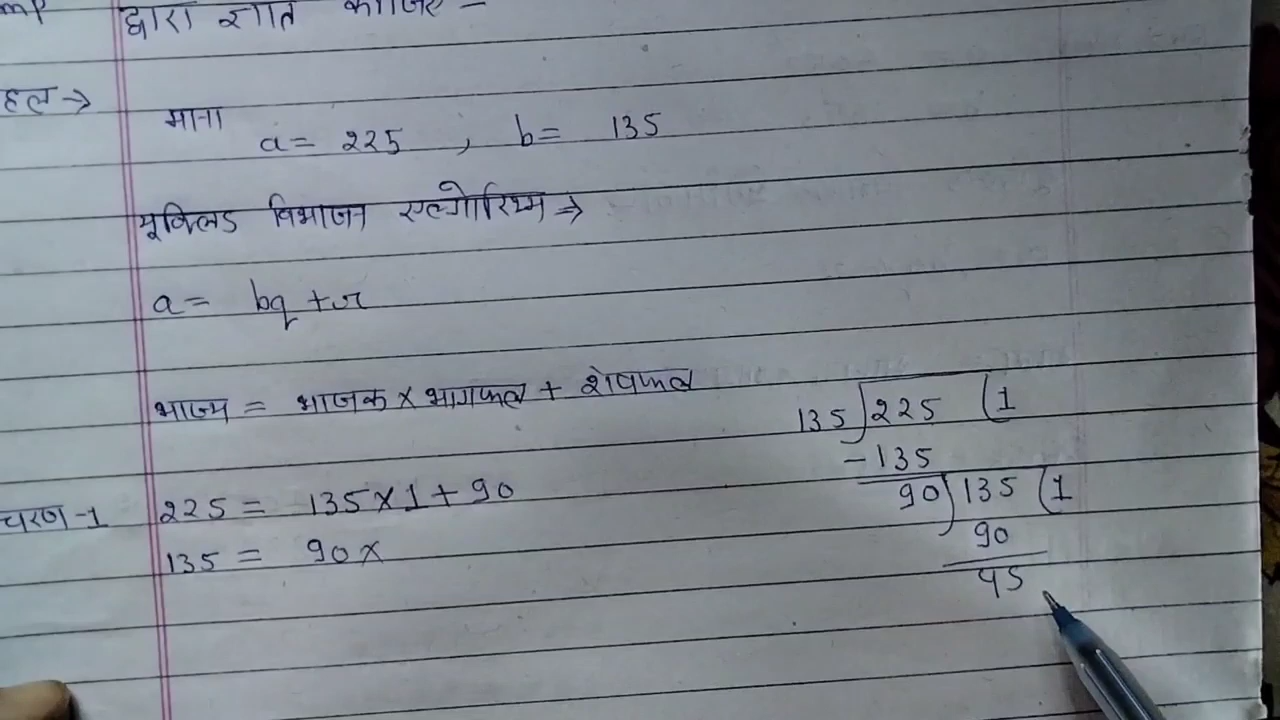 द्वारा ज्ञात कीजिए -
हल →
माना
a = 225 , b = 135
यूक्लिड विभाजन एल्गोरिथ्म ⇒
a = bq + r
भाज्य = भाजक × भागफल + शेषफल
135 ) 225 ( 1
- 135
90 ) 135 ( 1
90
45
चरण-1 225 = 135 × 1 + 90
135 = 90 ×